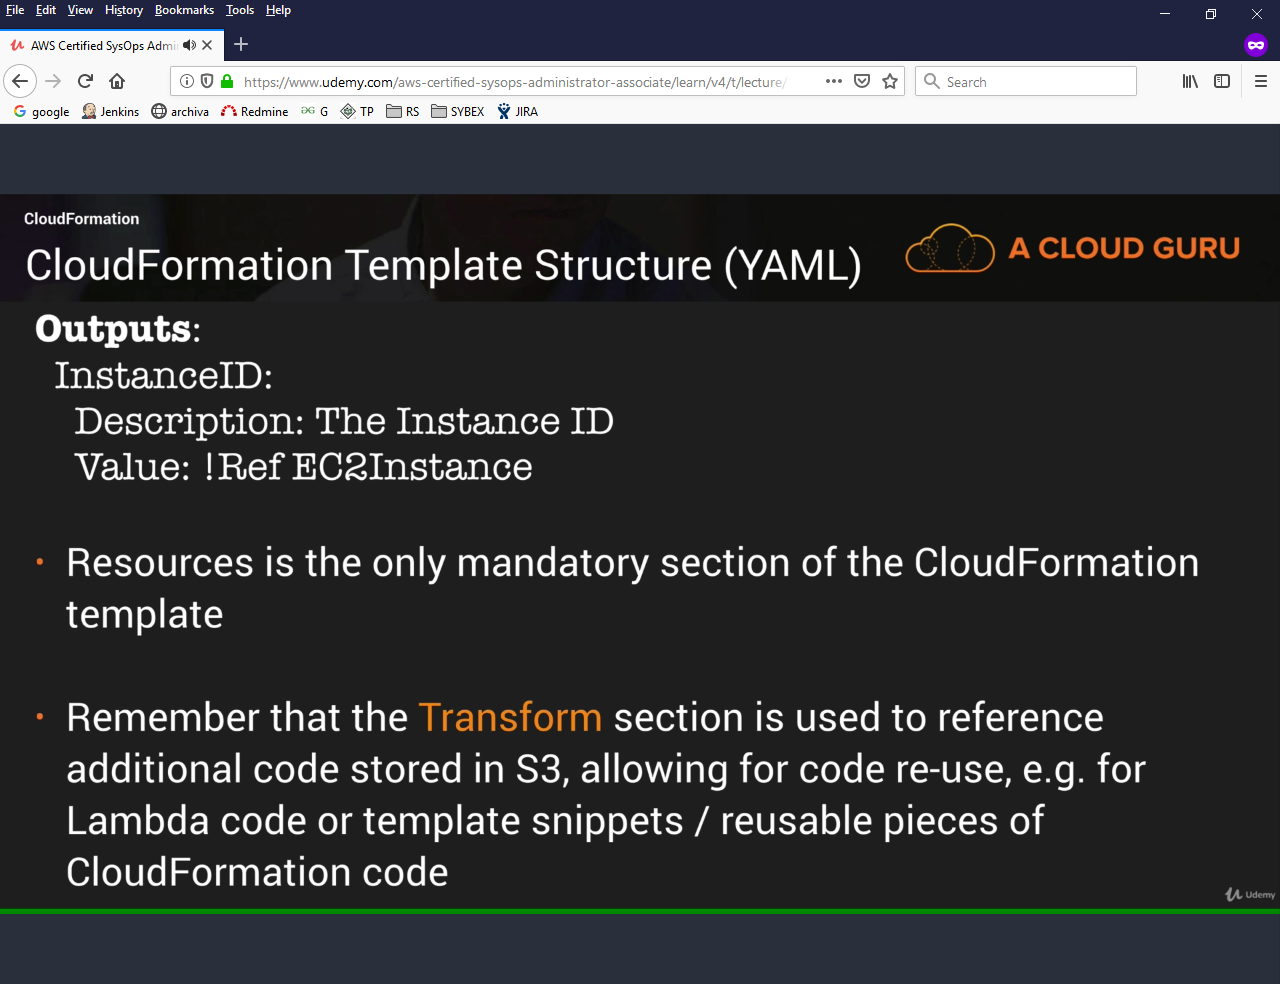 File Edit View History Bookmarks Tools Help
AWS Certified SysOps Admi
https://www.udemy.com/aws-certified-sysops-administrator-associate/learn/v4/t/lecture/
Search
google Jenkins archiva Redmine G TP RS SYBEX JIRA
CloudFormation
CloudFormation Template Structure (YAML)
A CLOUD GURU
Outputs:
InstanceID:
Description: The Instance ID
Value: !Ref EC2Instance
• Resources is the only mandatory section of the CloudFormation
template
• Remember that the Transform section is used to reference
additional code stored in S3, allowing for code re-use, e.g. for
Lambda code or template snippets / reusable pieces of
CloudFormation code
Udemy